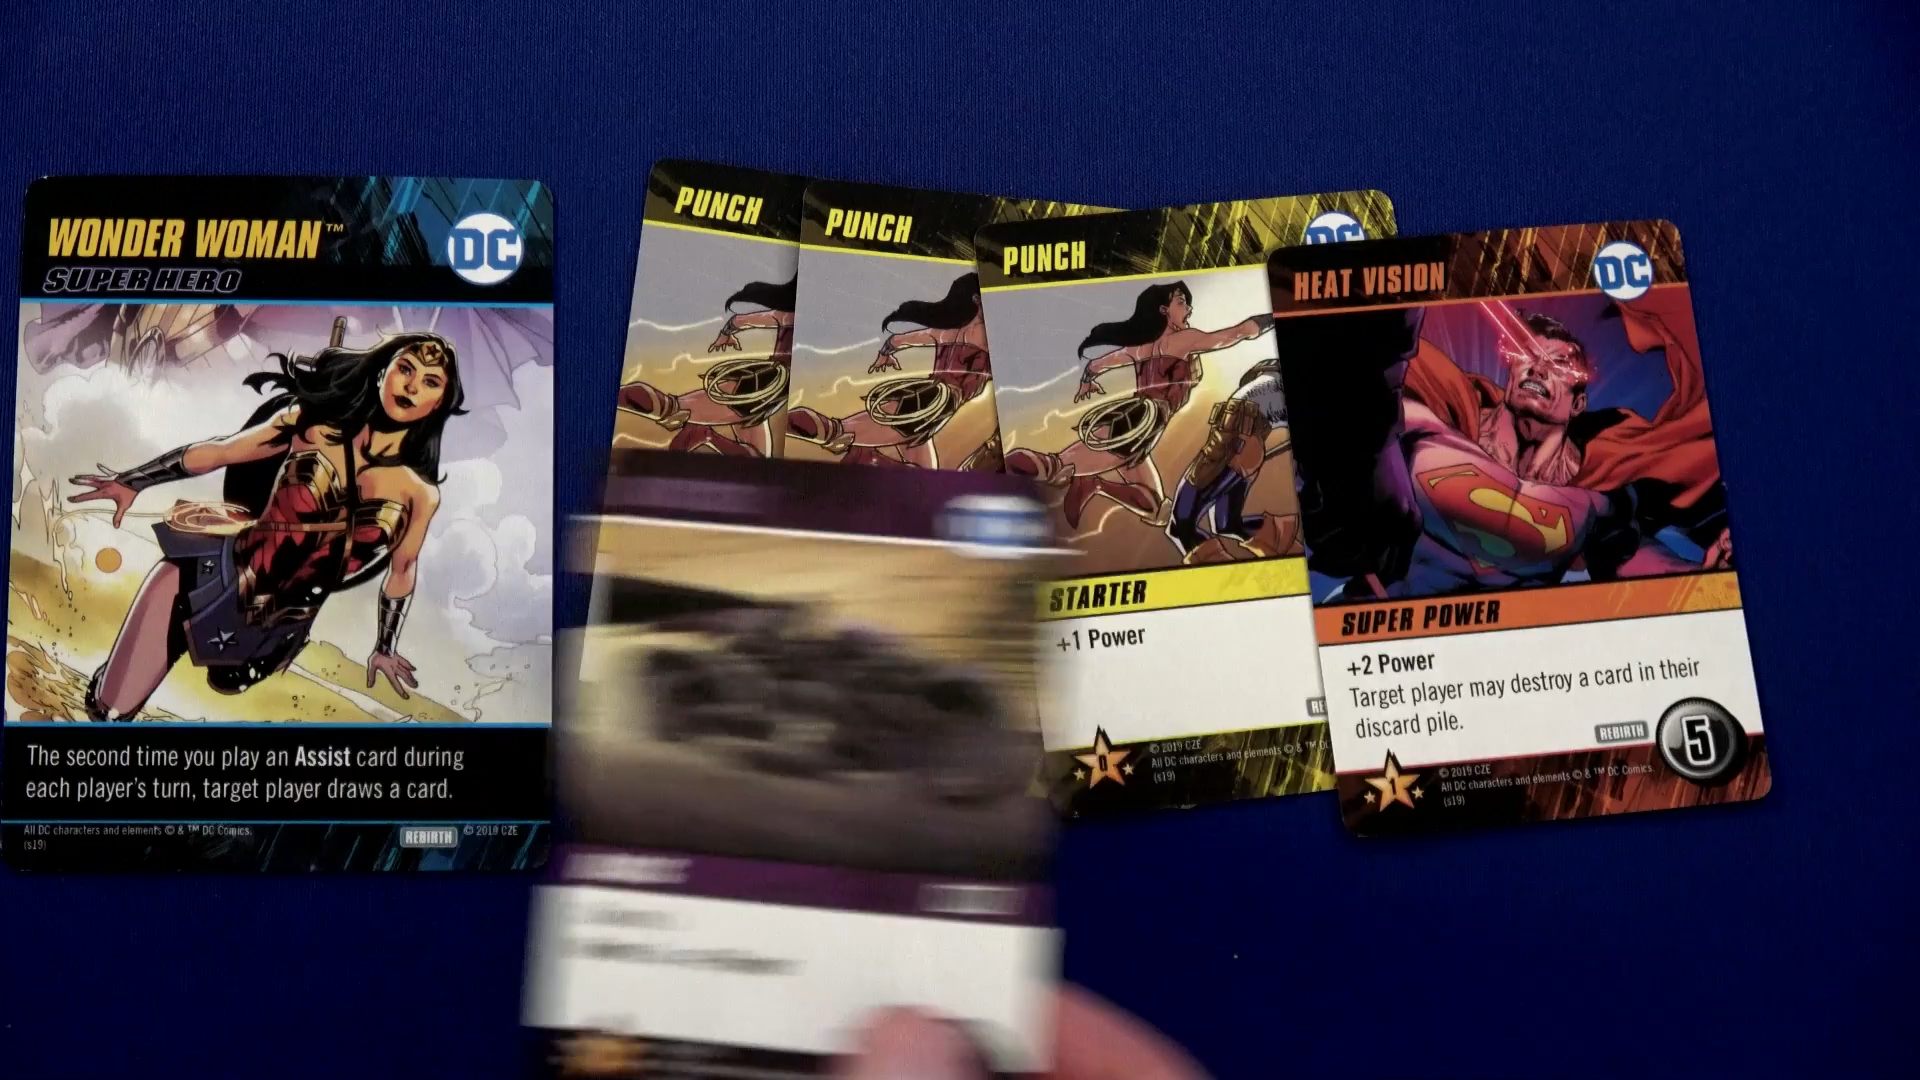 WONDER WOMAN™
DC
SUPER HERO
The second time you play an Assist card during
each player's turn, target player draws a card.
All DC characters and elements © & ™ DC Comics.
(s19)
REBIRTH
© 2019 CZE
PUNCH
PUNCH
PUNCH
DC
STARTER
+1 Power
RE
0
© 2019 CZE
All DC characters and elements © & ™ DC
(s19)
HEAT VISION
DC
SUPER POWER
+2 Power
Target player may destroy a card in their
discard pile.
REBIRTH
5
1
© 2019 CZE
All DC characters and elements © & ™ DC Comics.
(s19)